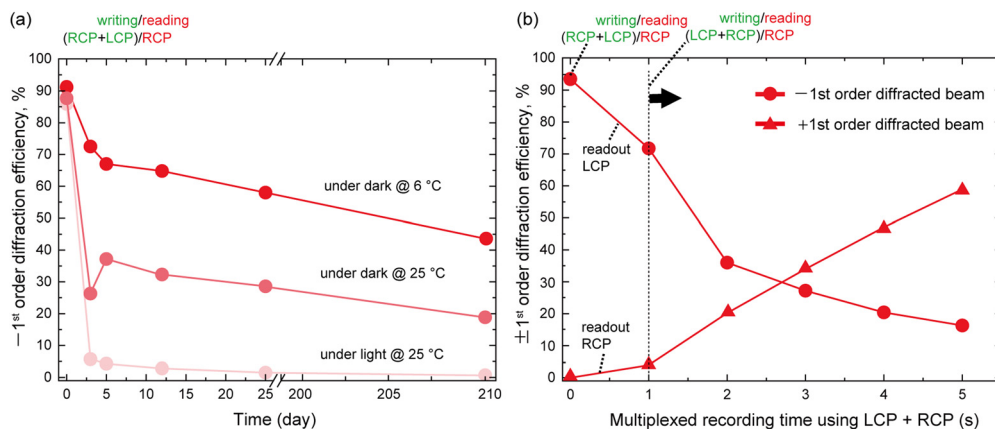 (a)
writing/reading
(RCP+LCP)/RCP
−1st order diffraction efficiency, %
100
90
80
70
60
50
40
30
20
10
0
under dark @ 6 °C
under dark @ 25 °C
under light @ 25 °C
0 5 10 15 20 25 200 205 210
Time (day)
(b)
writing/reading
(RCP+LCP)/RCP
writing/reading
(LCP+RCP)/RCP
±1st order diffraction efficiency, %
100
90
80
70
60
50
40
30
20
10
0
−1st order diffracted beam
+1st order diffracted beam
readout
LCP
readout
RCP
0 1 2 3 4 5
Multiplexed recording time using LCP + RCP (s)